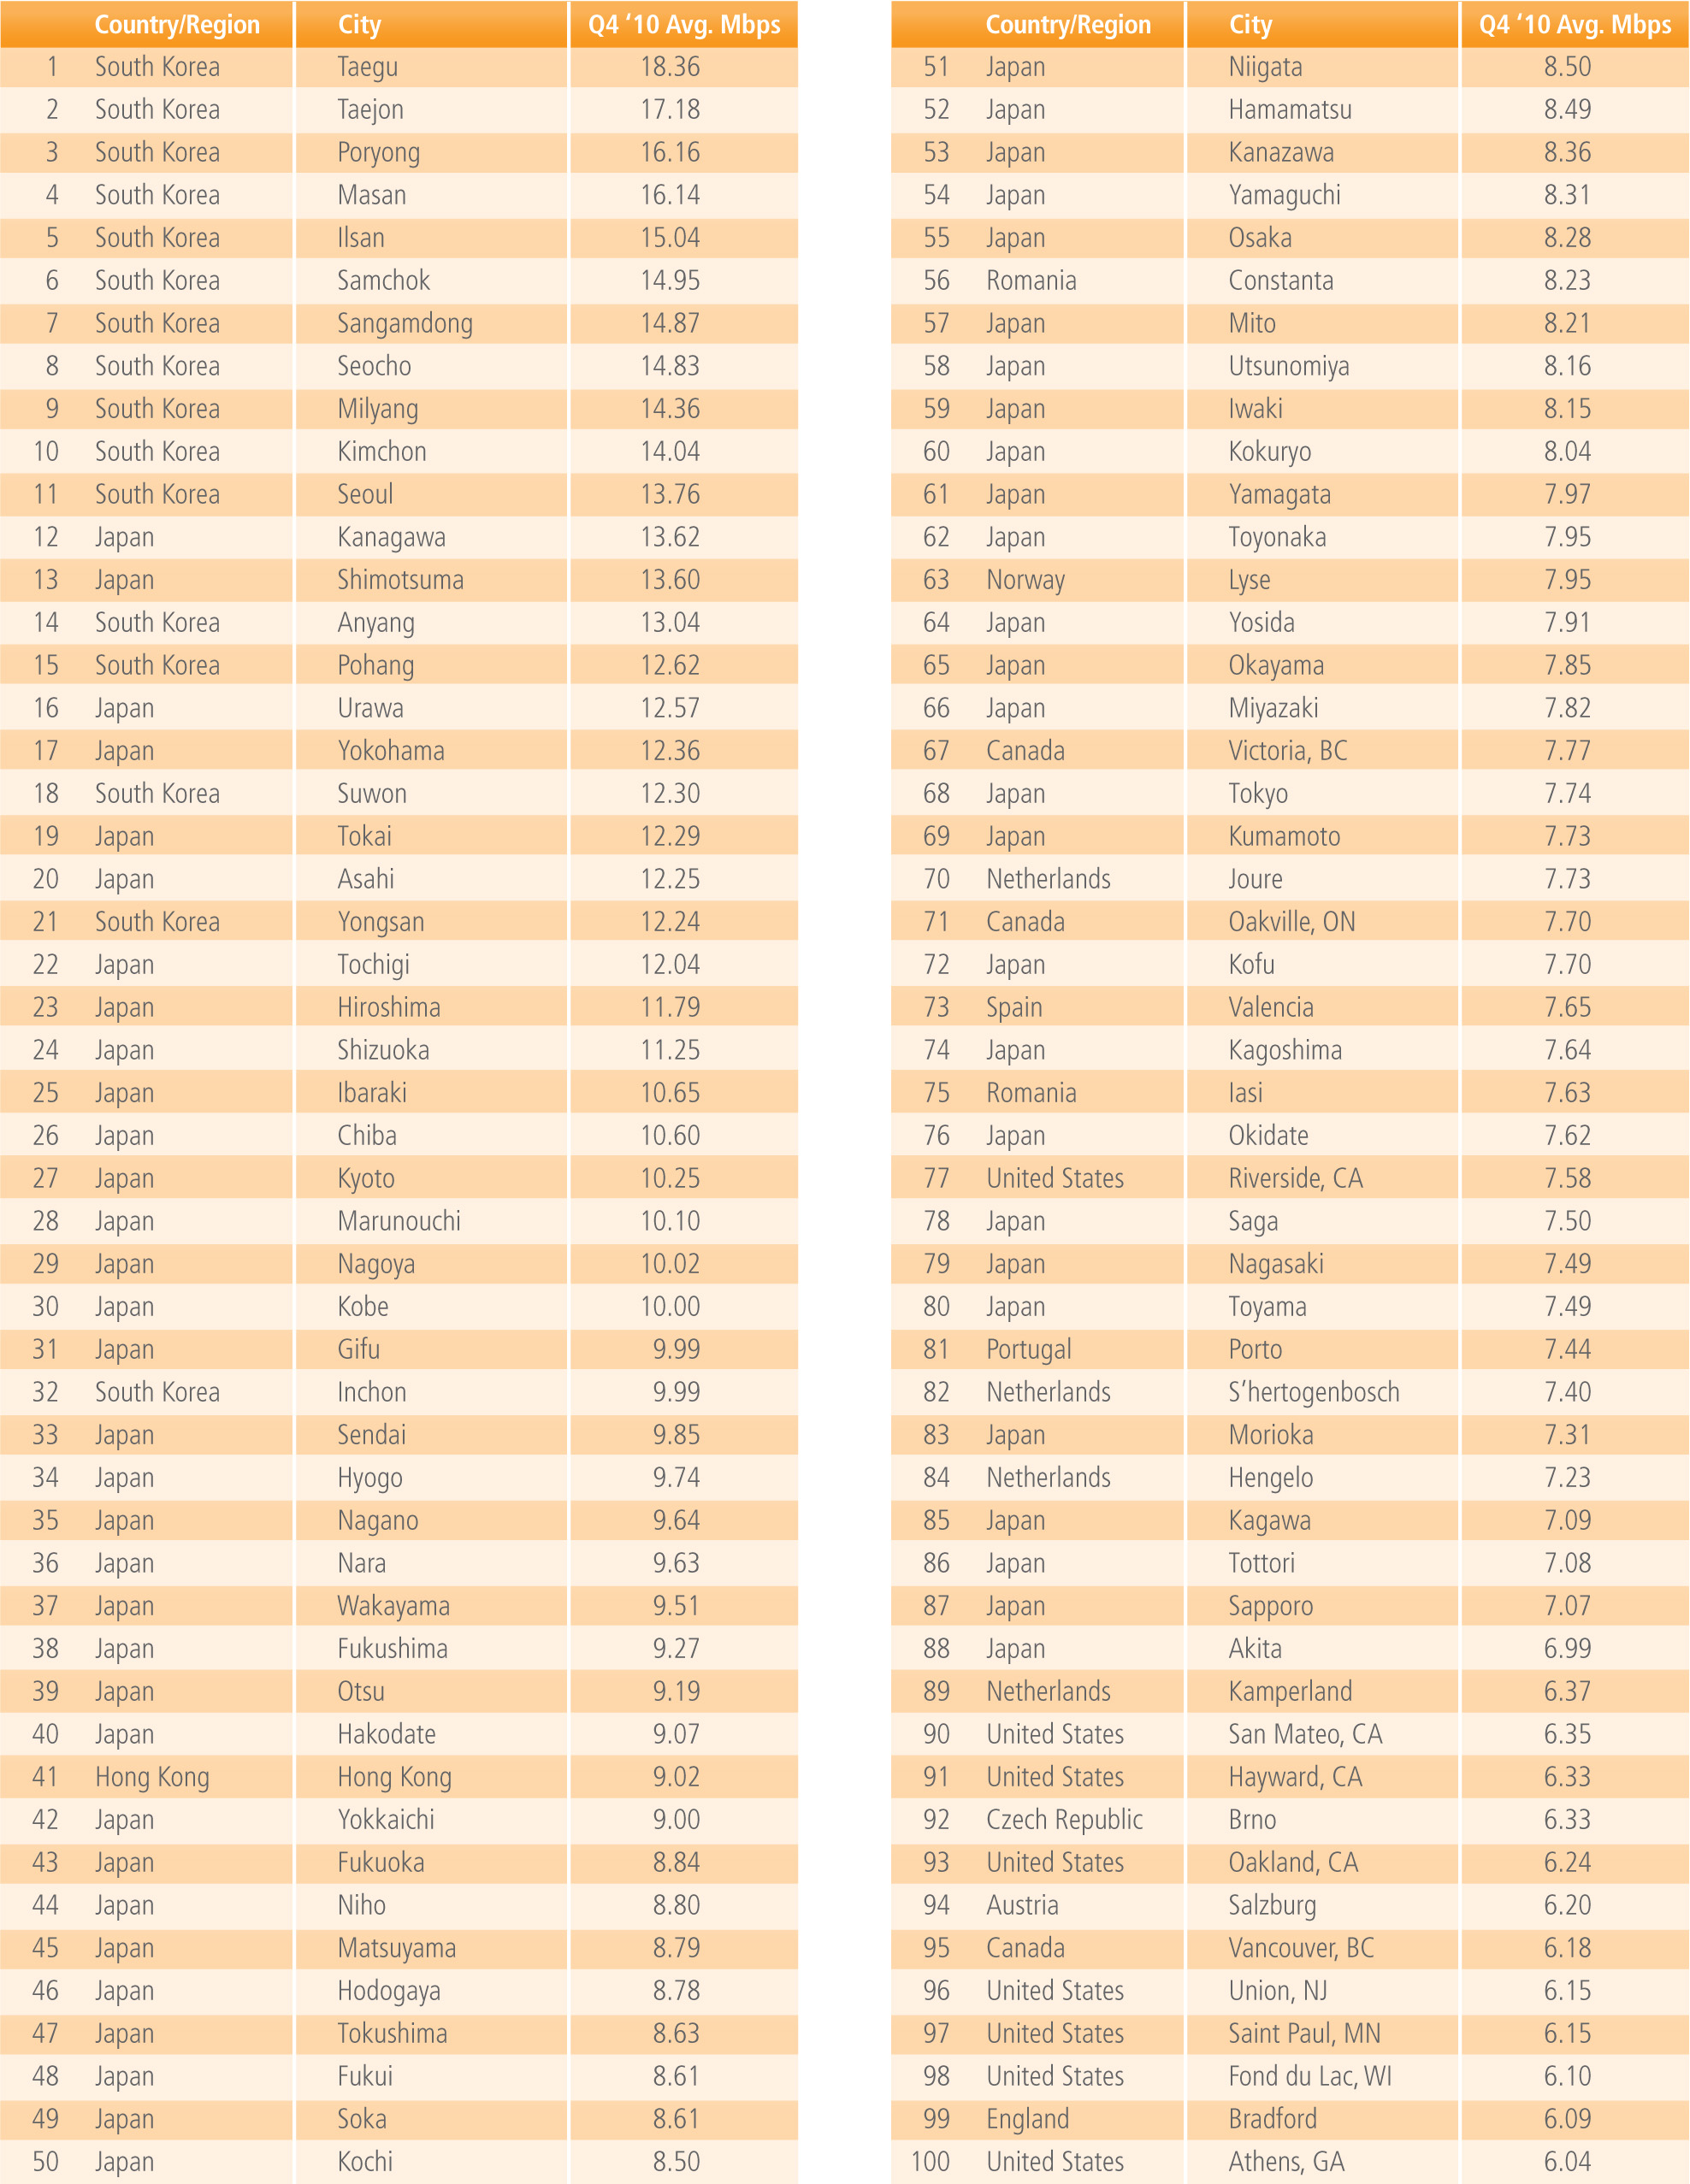 Country/Region City Q4 ‘10 Avg. Mbps
1 South Korea Taegu 18.36
2 South Korea Taejon 17.18
3 South Korea Poryong 16.16
4 South Korea Masan 16.14
5 South Korea Ilsan 15.04
6 South Korea Samchok 14.95
7 South Korea Sangamdong 14.87
8 South Korea Seocho 14.83
9 South Korea Milyang 14.36
10 South Korea Kimchon 14.04
11 South Korea Seoul 13.76
12 Japan Kanagawa 13.62
13 Japan Shimotsuma 13.60
14 South Korea Anyang 13.04
15 South Korea Pohang 12.62
16 Japan Urawa 12.57
17 Japan Yokohama 12.36
18 South Korea Suwon 12.30
19 Japan Tokai 12.29
20 Japan Asahi 12.25
21 South Korea Yongsan 12.24
22 Japan Tochigi 12.04
23 Japan Hiroshima 11.79
24 Japan Shizuoka 11.25
25 Japan Ibaraki 10.65
26 Japan Chiba 10.60
27 Japan Kyoto 10.25
28 Japan Marunouchi 10.10
29 Japan Nagoya 10.02
30 Japan Kobe 10.00
31 Japan Gifu 9.99
32 South Korea Inchon 9.99
33 Japan Sendai 9.85
34 Japan Hyogo 9.74
35 Japan Nagano 9.64
36 Japan Nara 9.63
37 Japan Wakayama 9.51
38 Japan Fukushima 9.27
39 Japan Otsu 9.19
40 Japan Hakodate 9.07
41 Hong Kong Hong Kong 9.02
42 Japan Yokkaichi 9.00
43 Japan Fukuoka 8.84
44 Japan Niho 8.80
45 Japan Matsuyama 8.79
46 Japan Hodogaya 8.78
47 Japan Tokushima 8.63
48 Japan Fukui 8.61
49 Japan Soka 8.61
50 Japan Kochi 8.50
Country/Region City Q4 ‘10 Avg. Mbps
51 Japan Niigata 8.50
52 Japan Hamamatsu 8.49
53 Japan Kanazawa 8.36
54 Japan Yamaguchi 8.31
55 Japan Osaka 8.28
56 Romania Constanta 8.23
57 Japan Mito 8.21
58 Japan Utsunomiya 8.16
59 Japan Iwaki 8.15
60 Japan Kokuryo 8.04
61 Japan Yamagata 7.97
62 Japan Toyonaka 7.95
63 Norway Lyse 7.95
64 Japan Yosida 7.91
65 Japan Okayama 7.85
66 Japan Miyazaki 7.82
67 Canada Victoria, BC 7.77
68 Japan Tokyo 7.74
69 Japan Kumamoto 7.73
70 Netherlands Joure 7.73
71 Canada Oakville, ON 7.70
72 Japan Kofu 7.70
73 Spain Valencia 7.65
74 Japan Kagoshima 7.64
75 Romania Iasi 7.63
76 Japan Okidate 7.62
77 United States Riverside, CA 7.58
78 Japan Saga 7.50
79 Japan Nagasaki 7.49
80 Japan Toyama 7.49
81 Portugal Porto 7.44
82 Netherlands S’hertogenbosch 7.40
83 Japan Morioka 7.31
84 Netherlands Hengelo 7.23
85 Japan Kagawa 7.09
86 Japan Tottori 7.08
87 Japan Sapporo 7.07
88 Japan Akita 6.99
89 Netherlands Kamperland 6.37
90 United States San Mateo, CA 6.35
91 United States Hayward, CA 6.33
92 Czech Republic Brno 6.33
93 United States Oakland, CA 6.24
94 Austria Salzburg 6.20
95 Canada Vancouver, BC 6.18
96 United States Union, NJ 6.15
97 United States Saint Paul, MN 6.15
98 United States Fond du Lac, WI 6.10
99 England Bradford 6.09
100 United States Athens, GA 6.04